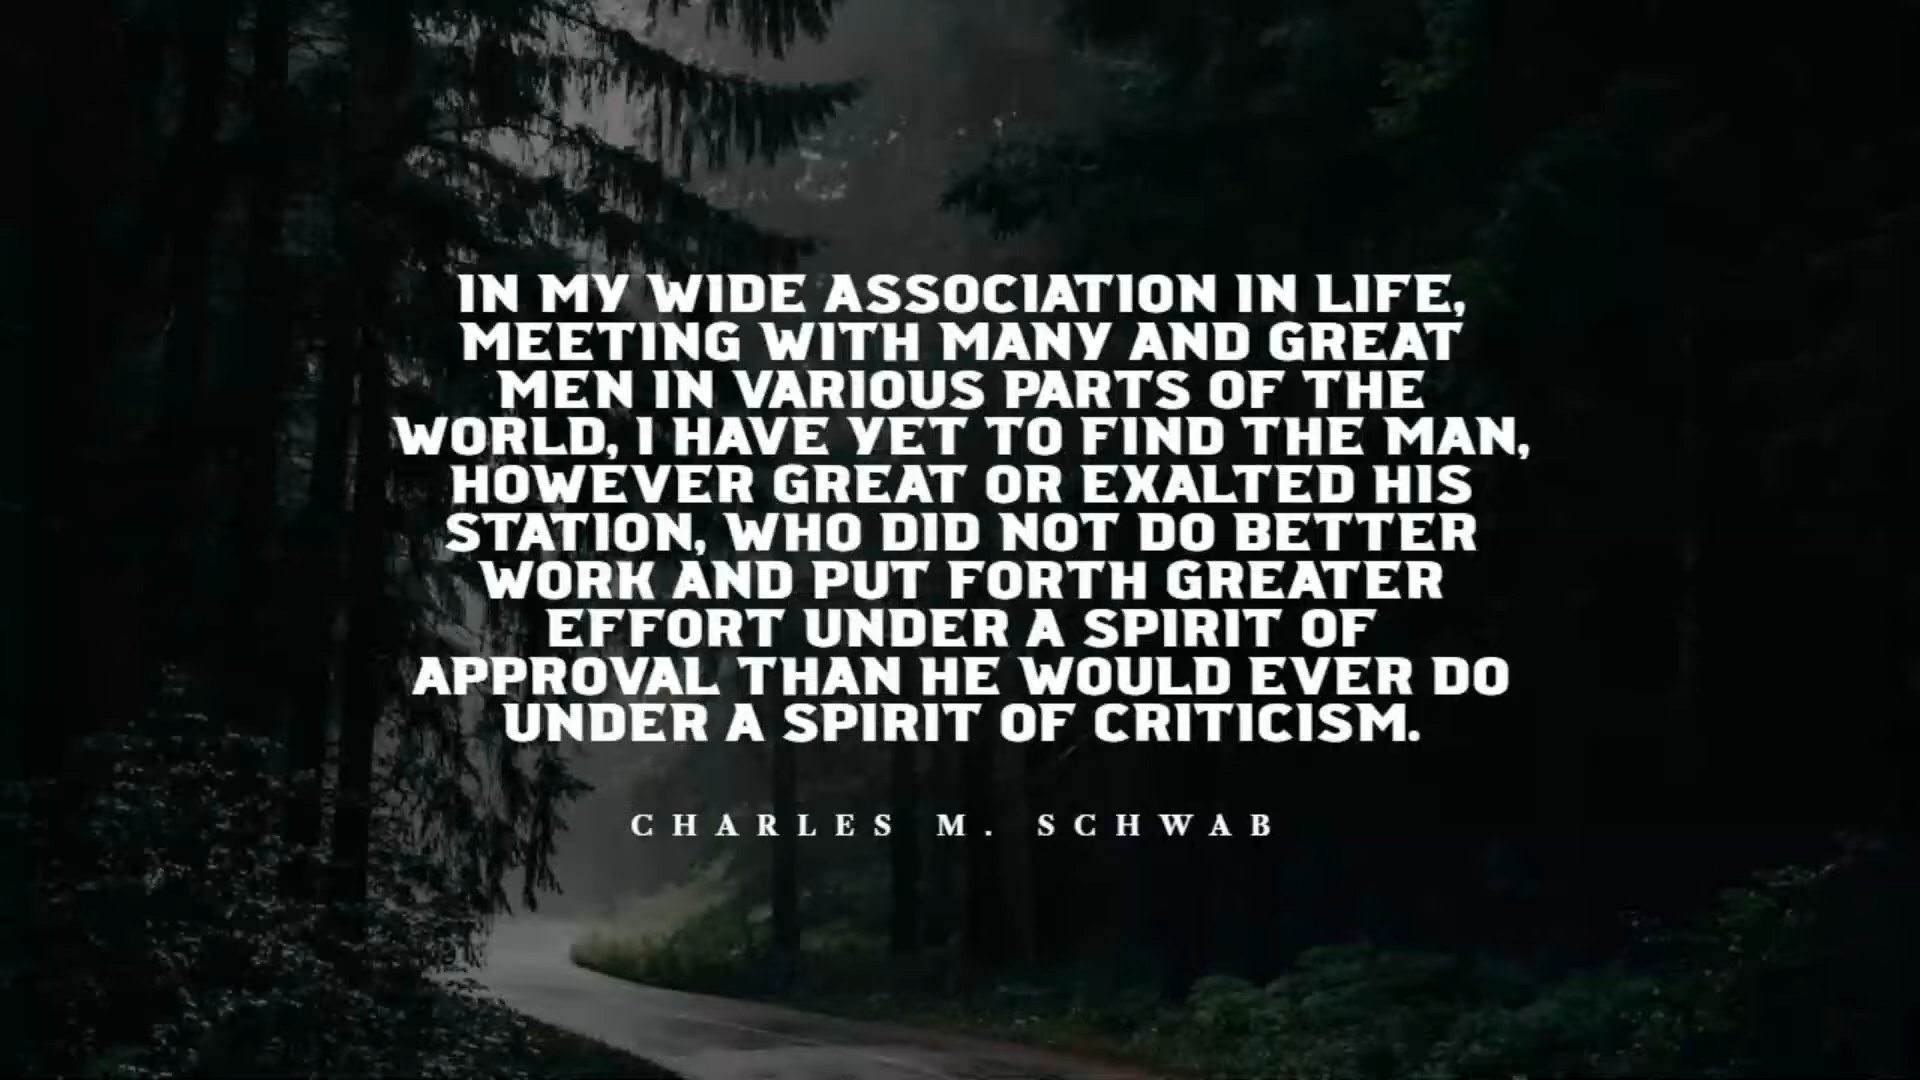 IN MY WIDE ASSOCIATION IN LIFE,
MEETING WITH MANY AND GREAT
MEN IN VARIOUS PARTS OF THE
WORLD, I HAVE YET TO FIND THE MAN,
HOWEVER GREAT OR EXALTED HIS
STATION, WHO DID NOT DO BETTER
WORK AND PUT FORTH GREATER
EFFORT UNDER A SPIRIT OF
APPROVAL THAN HE WOULD EVER DO
UNDER A SPIRIT OF CRITICISM.
CHARLES M. SCHWAB